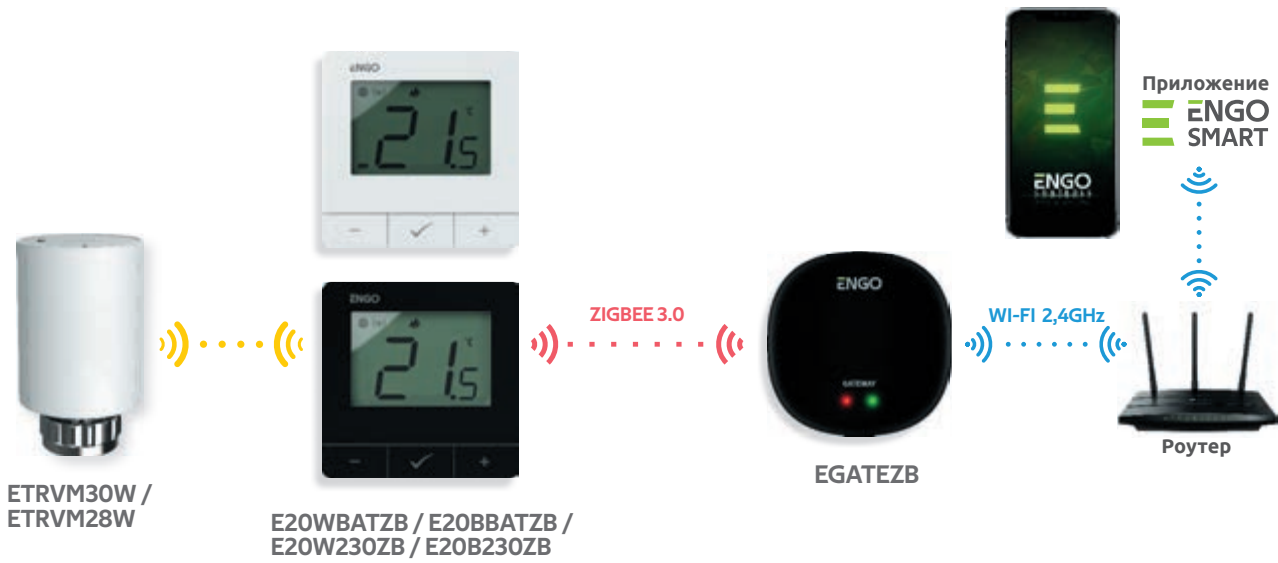 ENGO
21.5
°C
ENGO
21.5
°C
ETRVM30W /
ETRVM28W
E20WBATZB / E20BBATZB /
E20W230ZB / E20B230ZB
ZIGBEE 3.0
ENGO
GATEWAY
EGATEZB
WI-FI 2,4GHz
ENGO
CONTROLS
Приложение
ENGO
SMART
Роутер